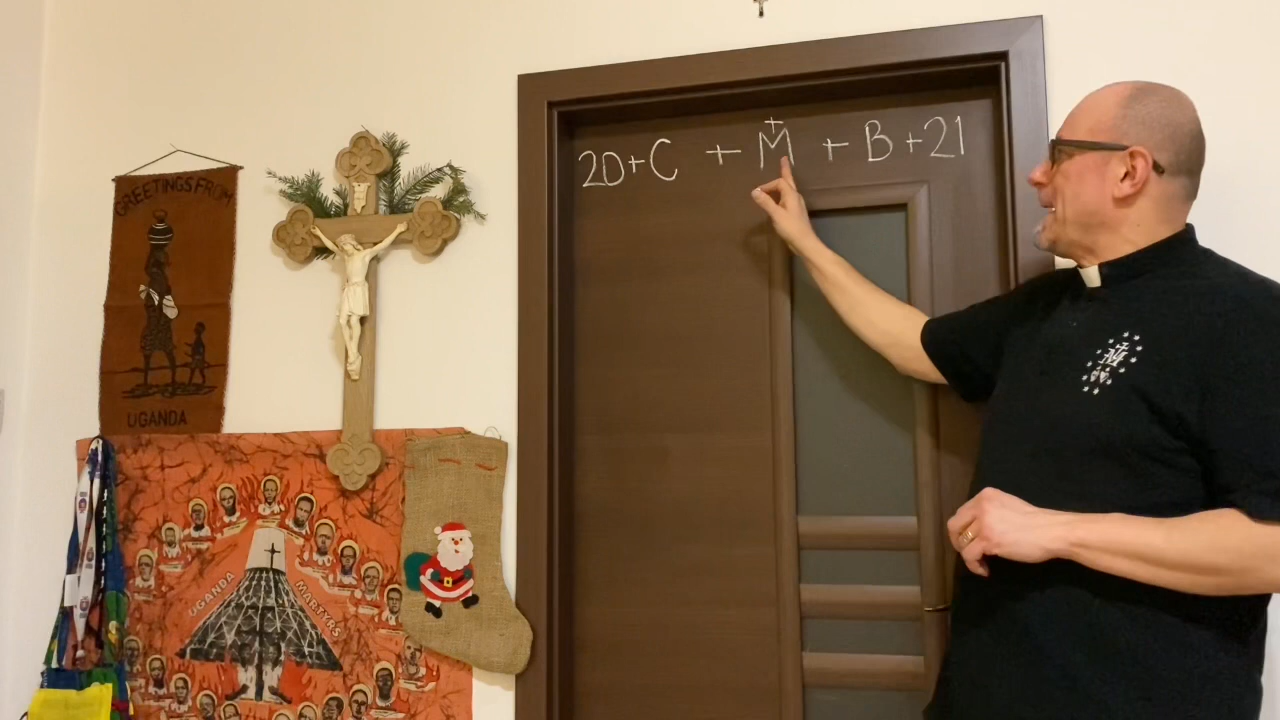 20+C + M + B +21
GREETINGS FROM
UGANDA
UGANDA MARTYRS